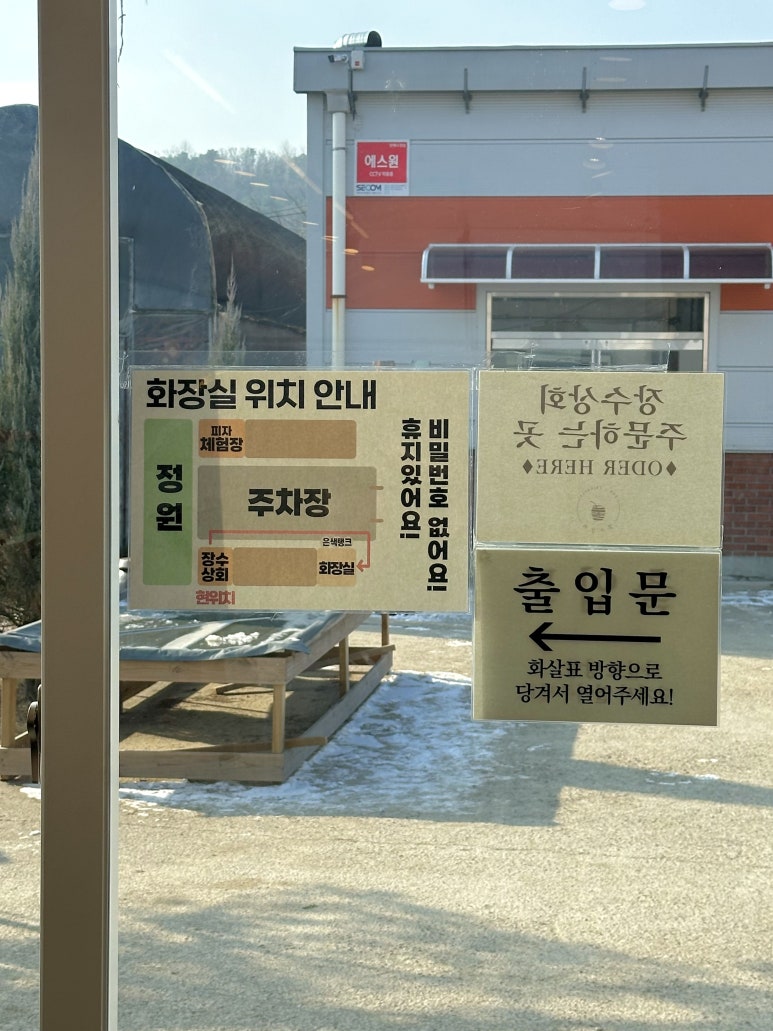 에스원
SECOM
화장실 위치 안내
정원
피자
체험장
주차장
은색탱크
장수
상회
화장실
현위치
비밀번호 없어요!
휴지있어요!
장수상회
주문하는 곳
♦ODER HERE♦
출입문
화살표 방향으로
당겨서 열어주세요!